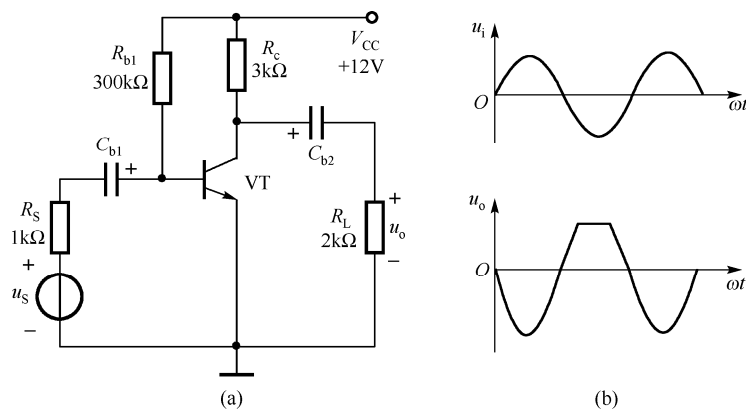 R_b1
300kΩ
R_c
3kΩ
V_CC
+12V
C_b1
+
+
C_b2
VT
R_S
1kΩ
+
u_S
−
R_L
2kΩ
+
u_o
−
(a)
u_i
O
ωt
u_o
O
ωt
(b)